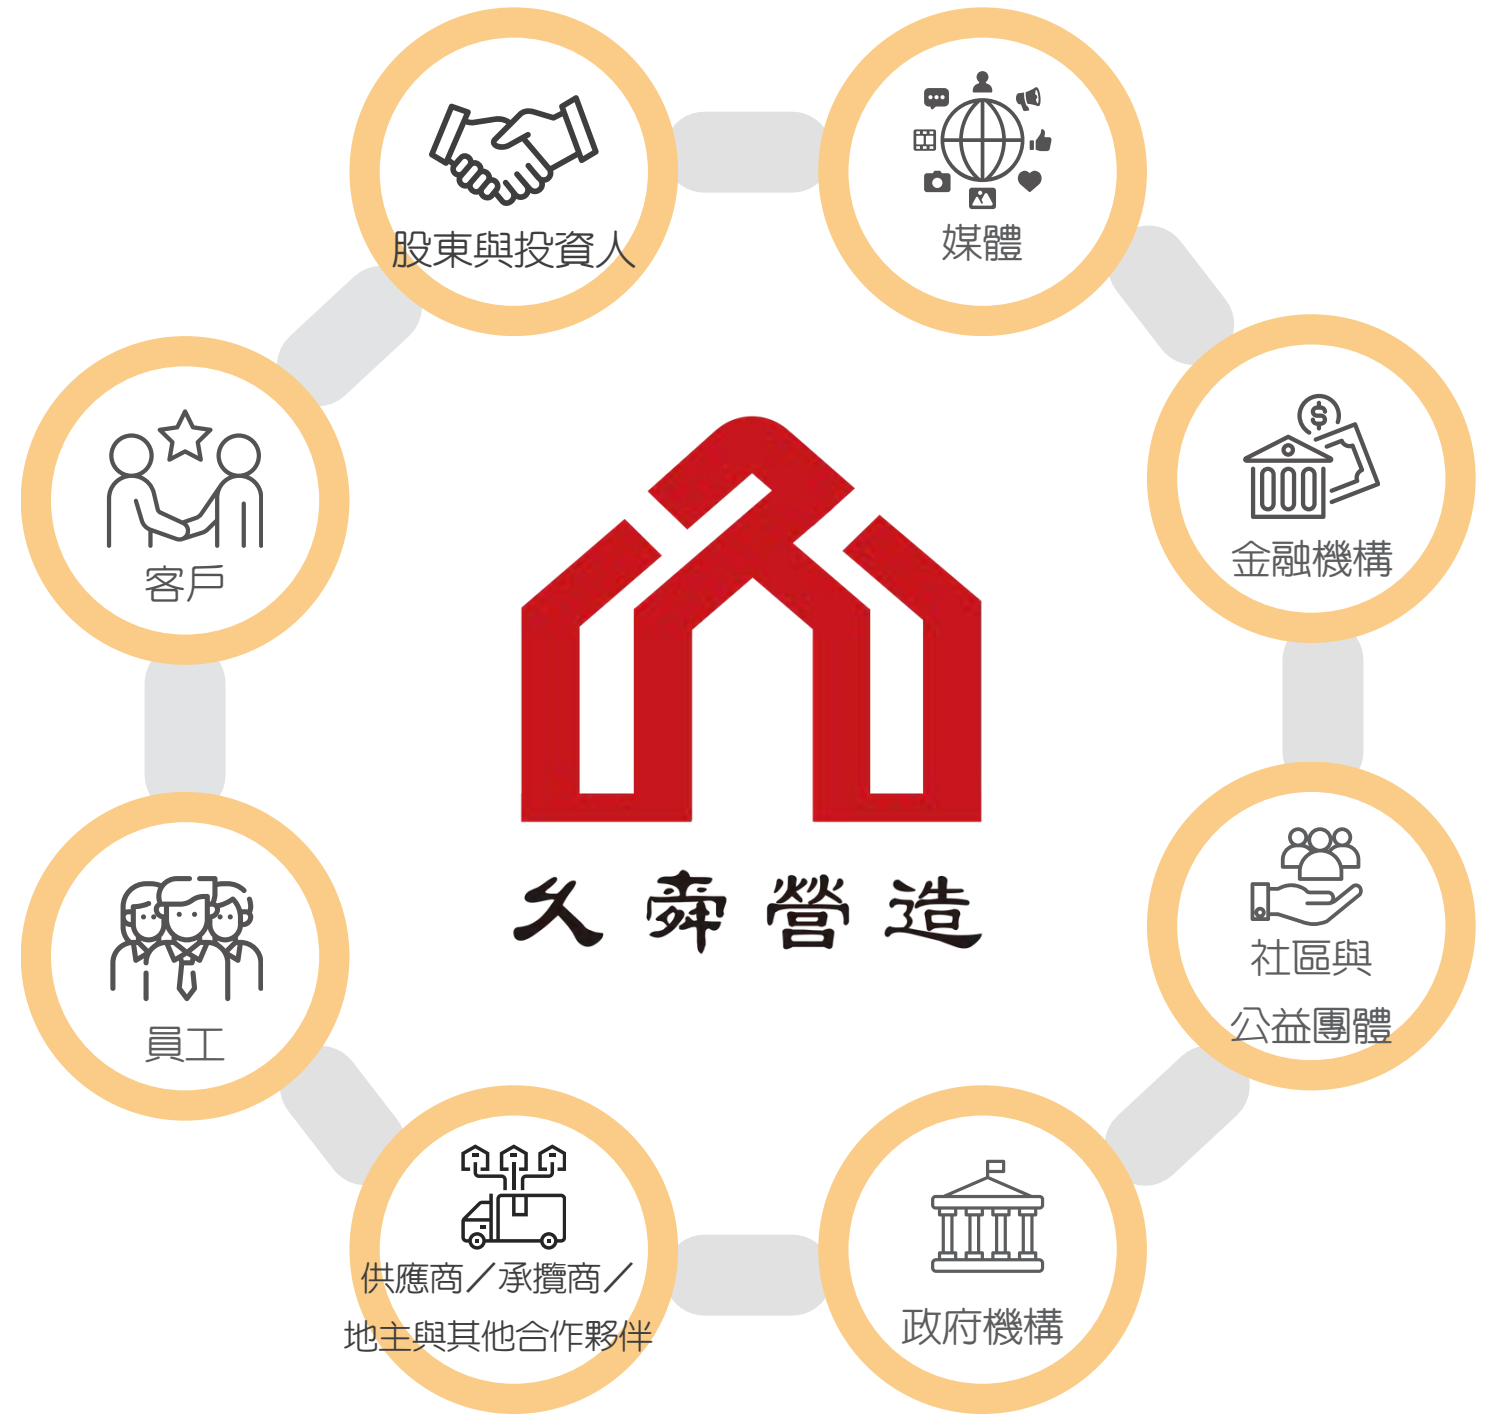 股東與投資人
媒體
客戶
金融機構
久舜營造
社區與
公益團體
員工
供應商／承攬商／
地主與其他合作夥伴
政府機構